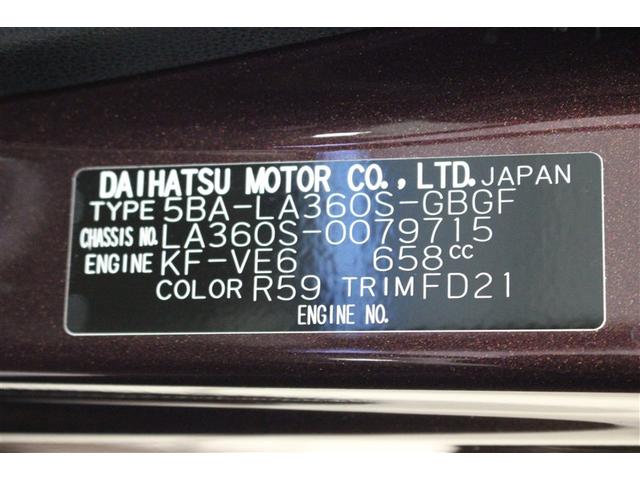 DAIHATSU MOTOR CO., LTD. JAPAN
TYPE 5BA-LA360S-GBGF
CHASSIS NO. LA360S-0079715
ENGINE KF-VE6 658cc
COLOR R59 TRIM FD21
ENGINE NO.